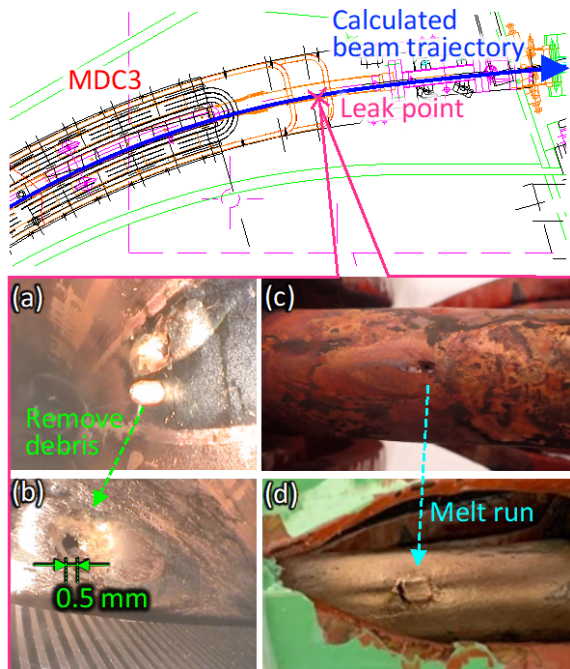 Calculated
beam trajectory
MDC3
Leak point
(a)
(c)
Remove
debris
(b)
(d)
Melt run
0.5 mm